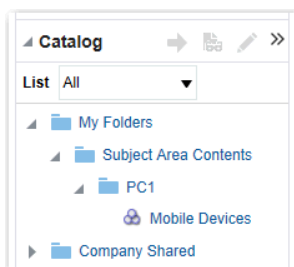 Catalog
List All
My Folders
Subject Area Contents
PC1
Mobile Devices
Company Shared